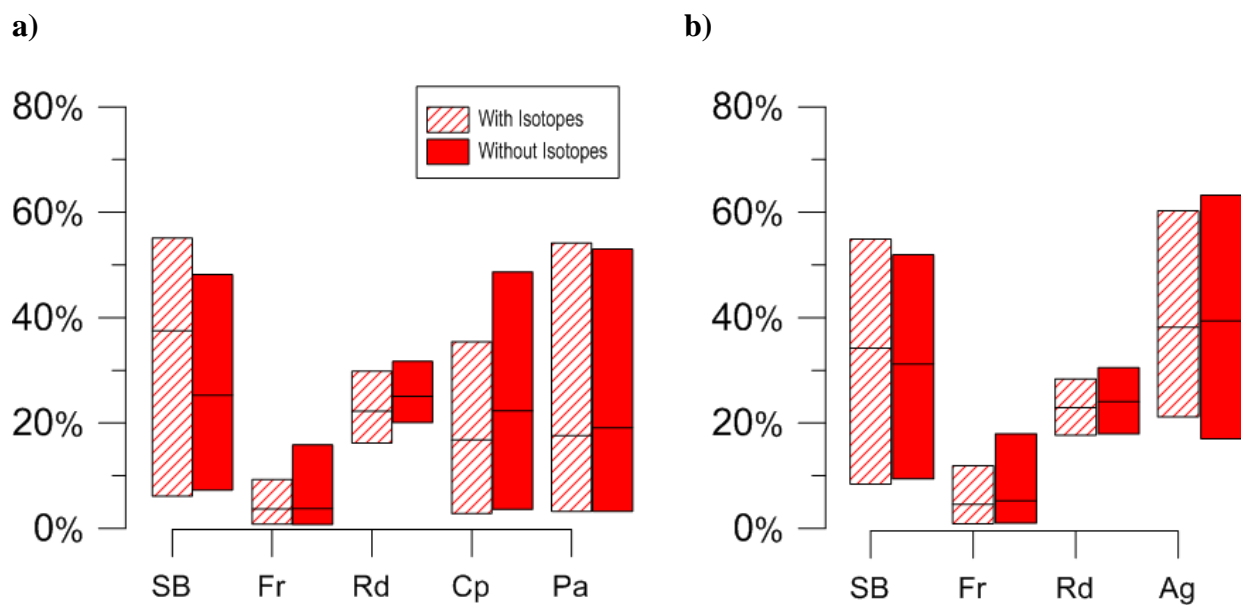 a)
80%
60%
40%
20%
0%
With Isotopes
Without Isotopes
SB Fr Rd Cp Pa
b)
80%
60%
40%
20%
0%
SB Fr Rd Ag